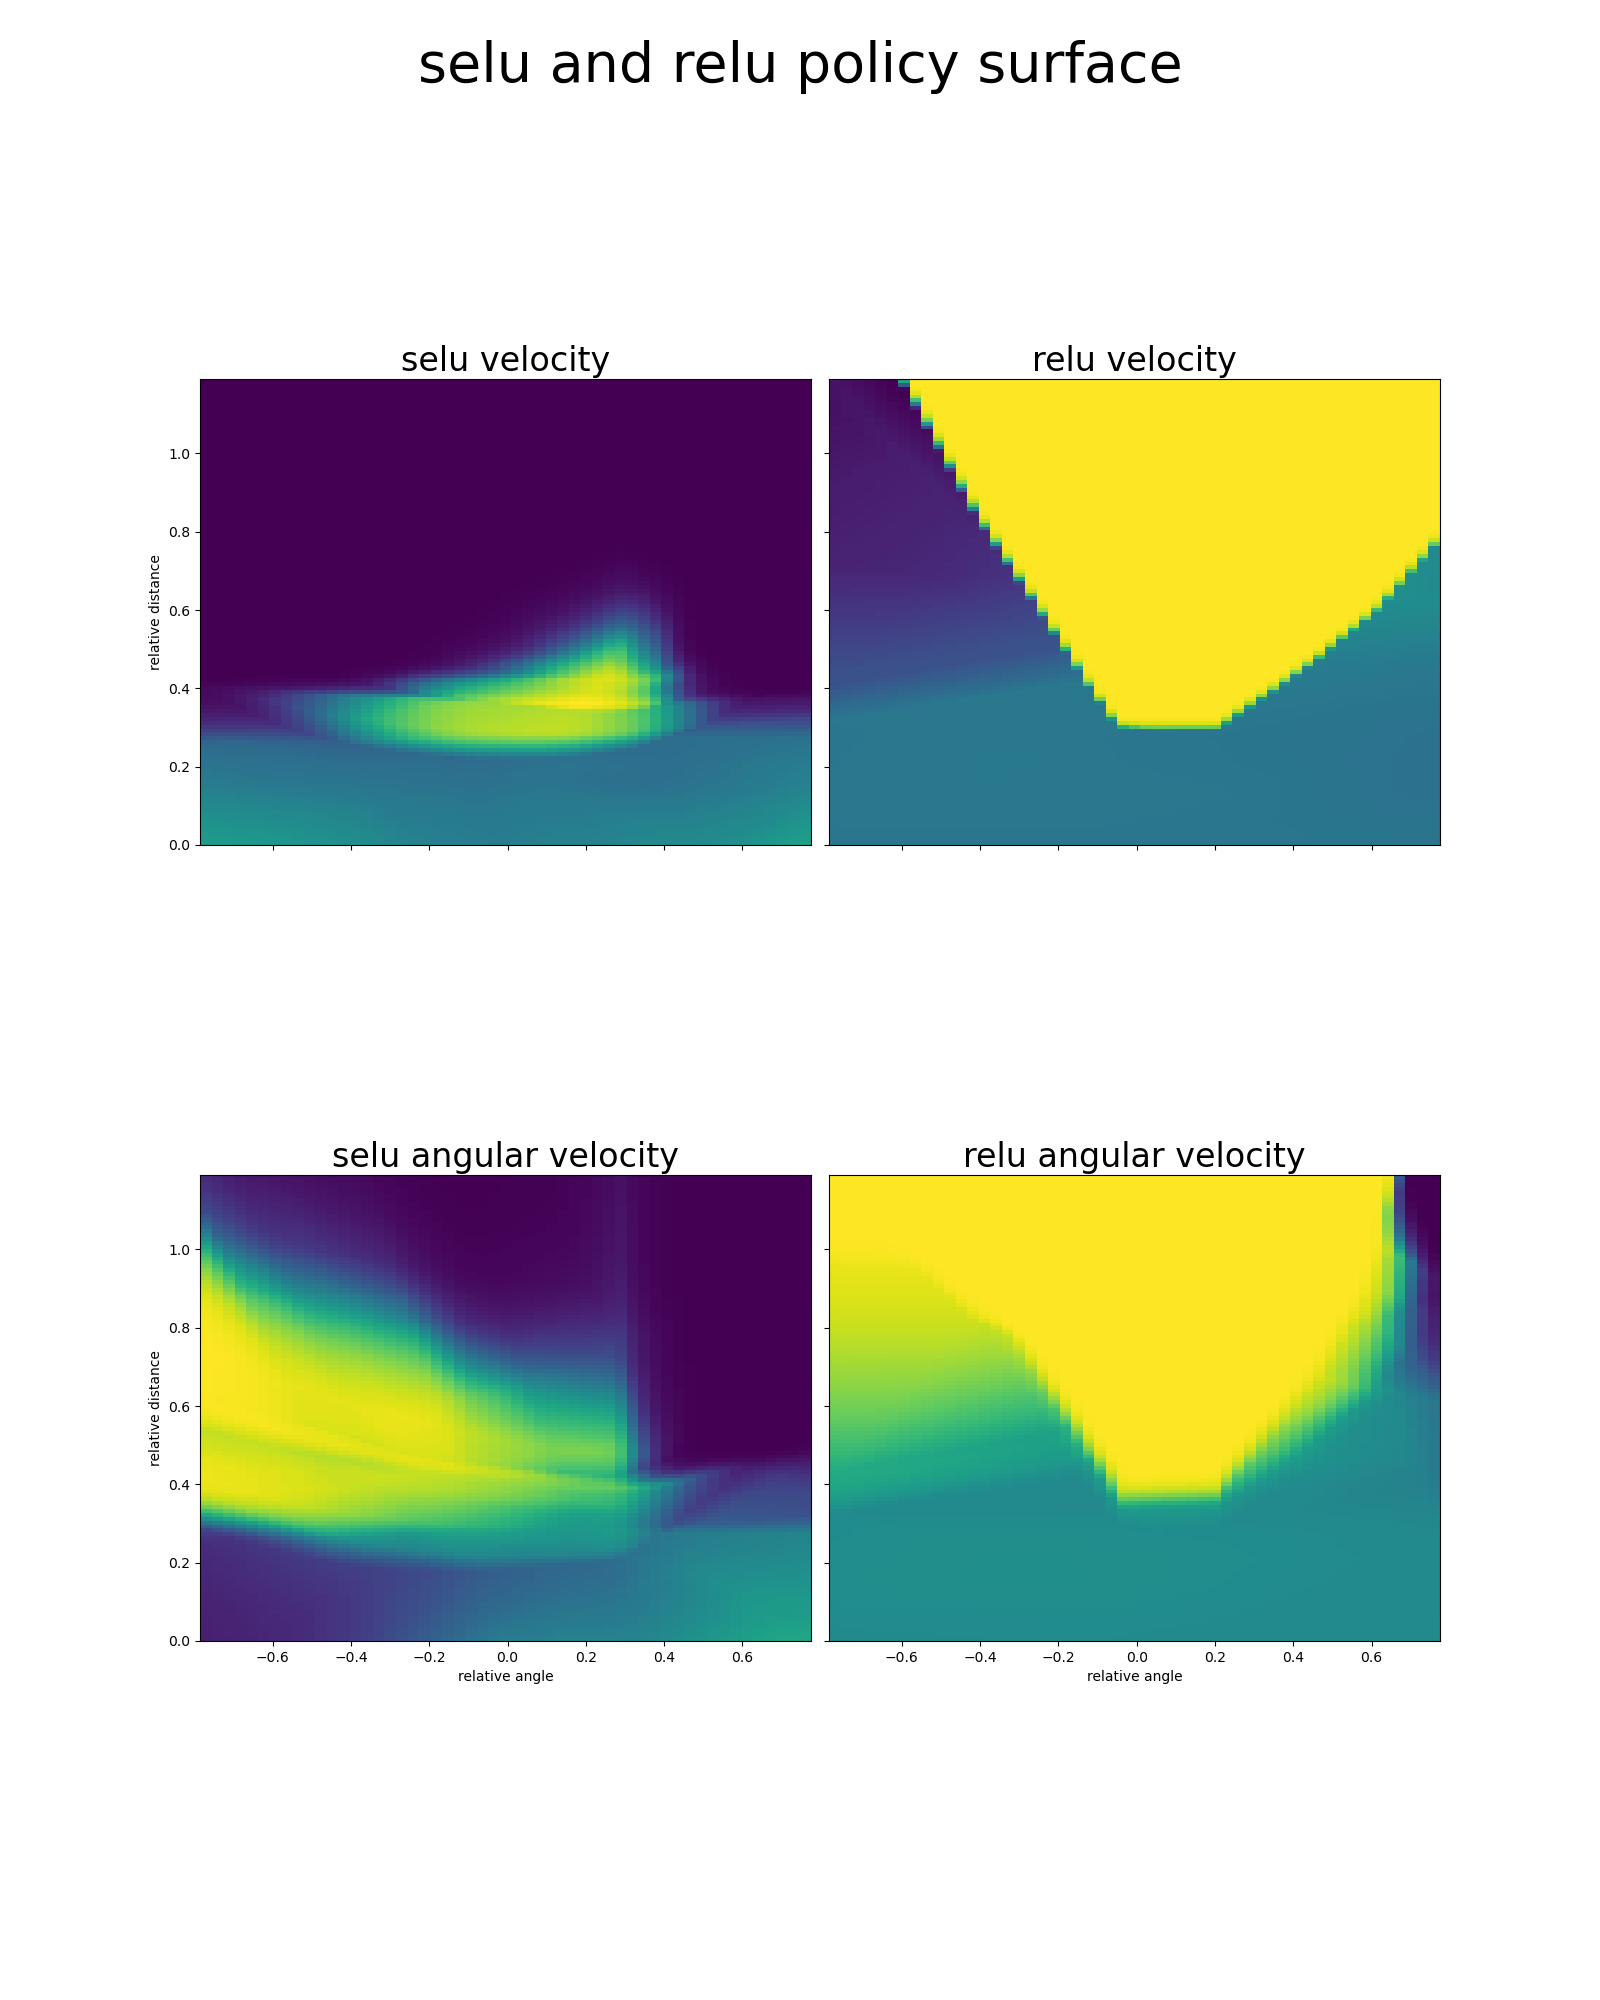 selu and relu policy surface
selu velocity
relu velocity
relative distance
1.0
0.8
0.6
0.4
0.2
0.0
selu angular velocity
relu angular velocity
relative distance
1.0
0.8
0.6
0.4
0.2
0.0
−0.6 −0.4 −0.2 0.0 0.2 0.4 0.6
relative angle
−0.6 −0.4 −0.2 0.0 0.2 0.4 0.6
relative angle